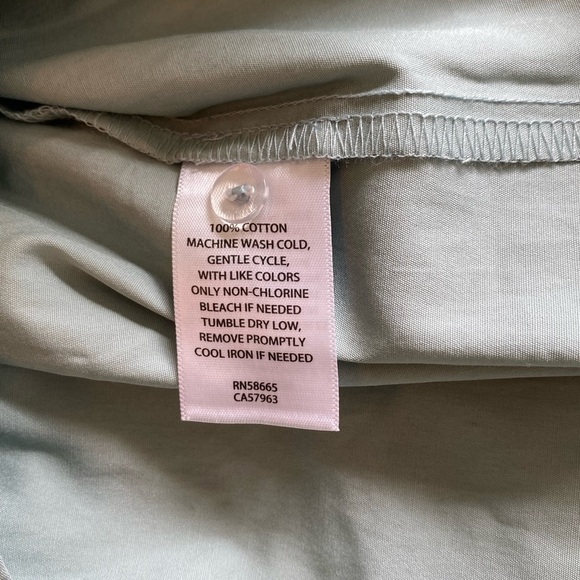 100% COTTON
MACHINE WASH COLD,
GENTLE CYCLE,
WITH LIKE COLORS
ONLY NON-CHLORINE
BLEACH IF NEEDED
TUMBLE DRY LOW,
REMOVE PROMPTLY
COOL IRON IF NEEDED
RN58665
CA57963